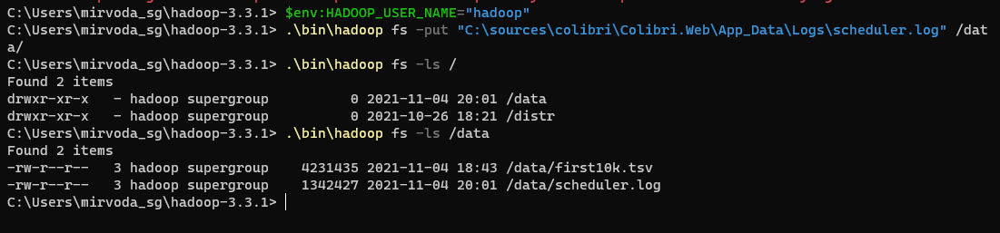 C:\Users\mirvoda_sg\hadoop-3.3.1> $env:HADOOP_USER_NAME="hadoop"
C:\Users\mirvoda_sg\hadoop-3.3.1> .\bin\hadoop fs -put "C:\sources\colibri\Colibri.Web\App_Data\Logs\scheduler.log" /dat
a/
C:\Users\mirvoda_sg\hadoop-3.3.1> .\bin\hadoop fs -ls /
Found 2 items
drwxr-xr-x   - hadoop supergroup          0 2021-11-04 20:01 /data
drwxr-xr-x   - hadoop supergroup          0 2021-10-26 18:21 /distr
C:\Users\mirvoda_sg\hadoop-3.3.1> .\bin\hadoop fs -ls /data
Found 2 items
-rw-r--r--   3 hadoop supergroup    4231435 2021-11-04 18:43 /data/first10k.tsv
-rw-r--r--   3 hadoop supergroup    1342427 2021-11-04 20:01 /data/scheduler.log
C:\Users\mirvoda_sg\hadoop-3.3.1>